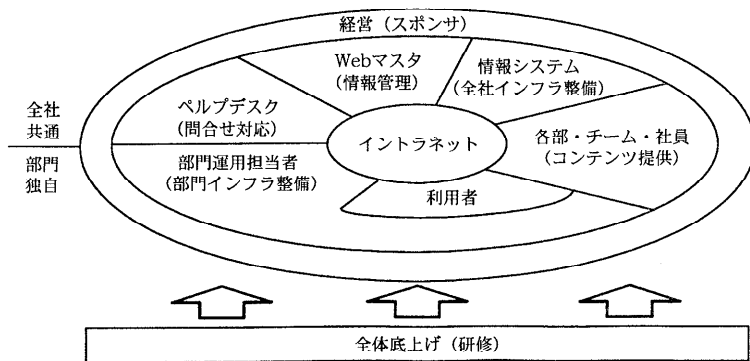 経営（スポンサ）
Webマスタ
（情報管理）
情報システム
（全社インフラ整備）
ペルプデスク
（問合せ対応）
全社
共通
イントラネット
各部・チーム・社員
（コンテンツ提供）
部門
独自
部門運用担当者
（部門インフラ整備）
利用者
全体底上げ（研修）